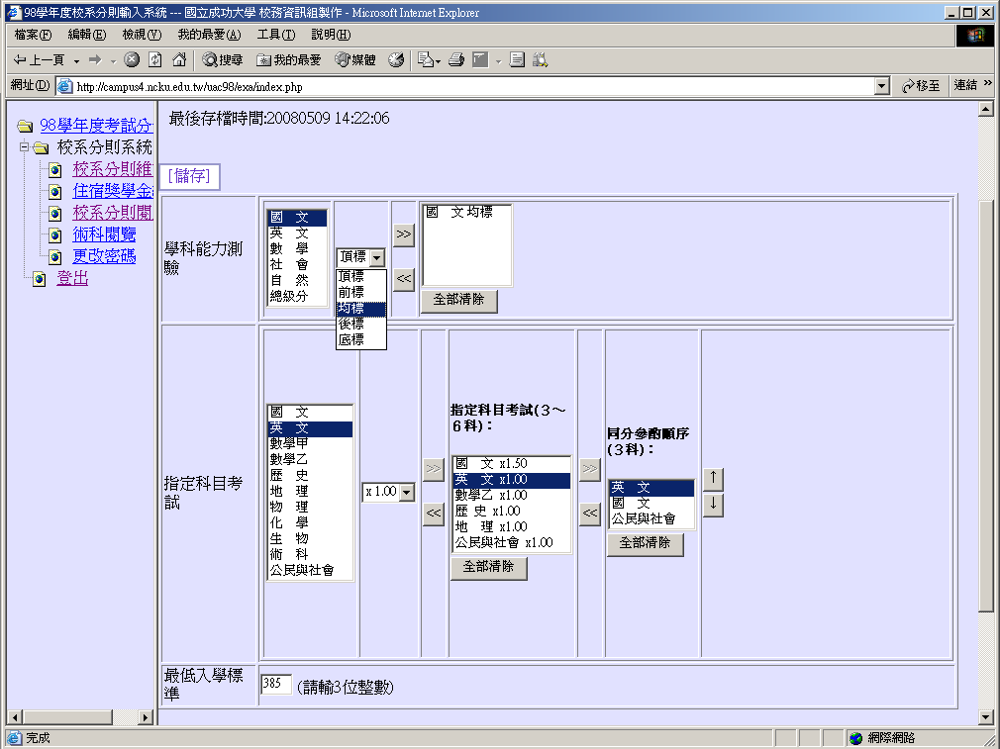 98學年度校系分則輸入系統 --- 國立成功大學 校務資訊組製作 - Microsoft Internet Explorer
檔案(F) 編輯(E) 檢視(V) 我的最愛(A) 工具(T) 說明(H)
上一頁 搜尋 我的最愛 媒體
網址(D) http://campus4.ncku.edu.tw/uac98/exa/index.php 移至 連結 »
98學年度考試分
校系分則系統
校系分則維
住宿獎學金
校系分則閱
術科閱覽
更改密碼
登出
最後存檔時間:20080509 14:22:06
[儲存]
學科能力測
驗
國 文
英 文
數 學
社 會
自 然
總級分
頂標
頂標
前標
均標
後標
底標
>>
<<
國 文 均標
全部清除
指定科目考
試
國 文
英 文
數學甲
數學乙
歷 史
地 理
物 理
化 學
生 物
術 科
公民與社會
x 1.00
>>
<<
指定科目考試(3～
6科)：
國 文 x1.50
英 文 x1.00
數學乙 x1.00
歷 史 x1.00
地 理 x1.00
公民與社會 x1.00
全部清除
>>
<<
同分參酌順序
(3科)：
英 文
國 文
公民與社會
全部清除
↑
↓
最低入學標
準
385 (請輸3位整數)
完成 網際網路